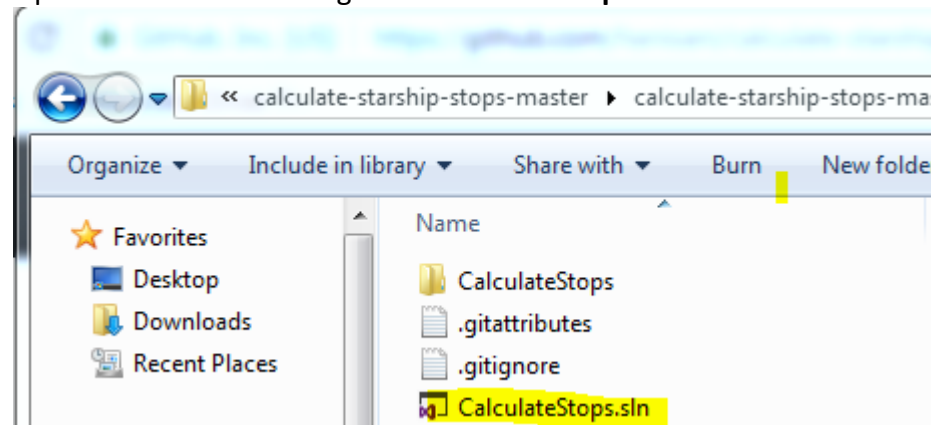 « calculate-starship-stops-master ▸ calculate-starship-stops-ma
Organize ▾ Include in library ▾ Share with ▾ Burn New folde
Favorites
Desktop
Downloads
Recent Places
Name
CalculateStops
.gitattributes
.gitignore
CalculateStops.sln